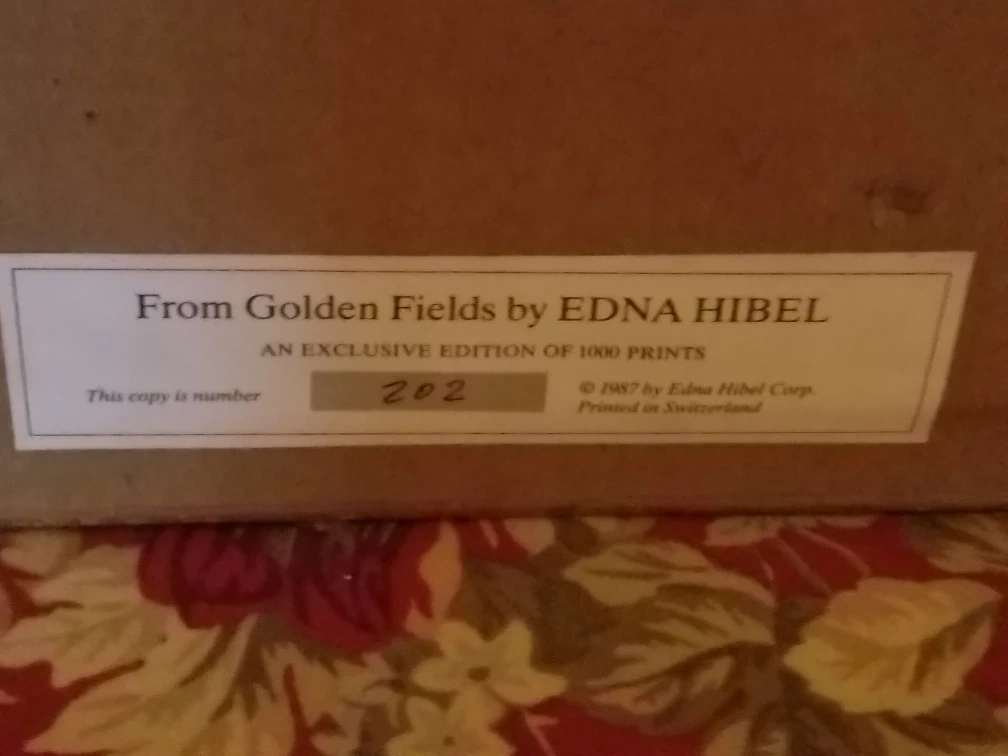 From Golden Fields by EDNA HIBEL
AN EXCLUSIVE EDITION OF 1000 PRINTS
This copy is number 202
© 1987 by Edna Hibel Corp.
Printed in Switzerland